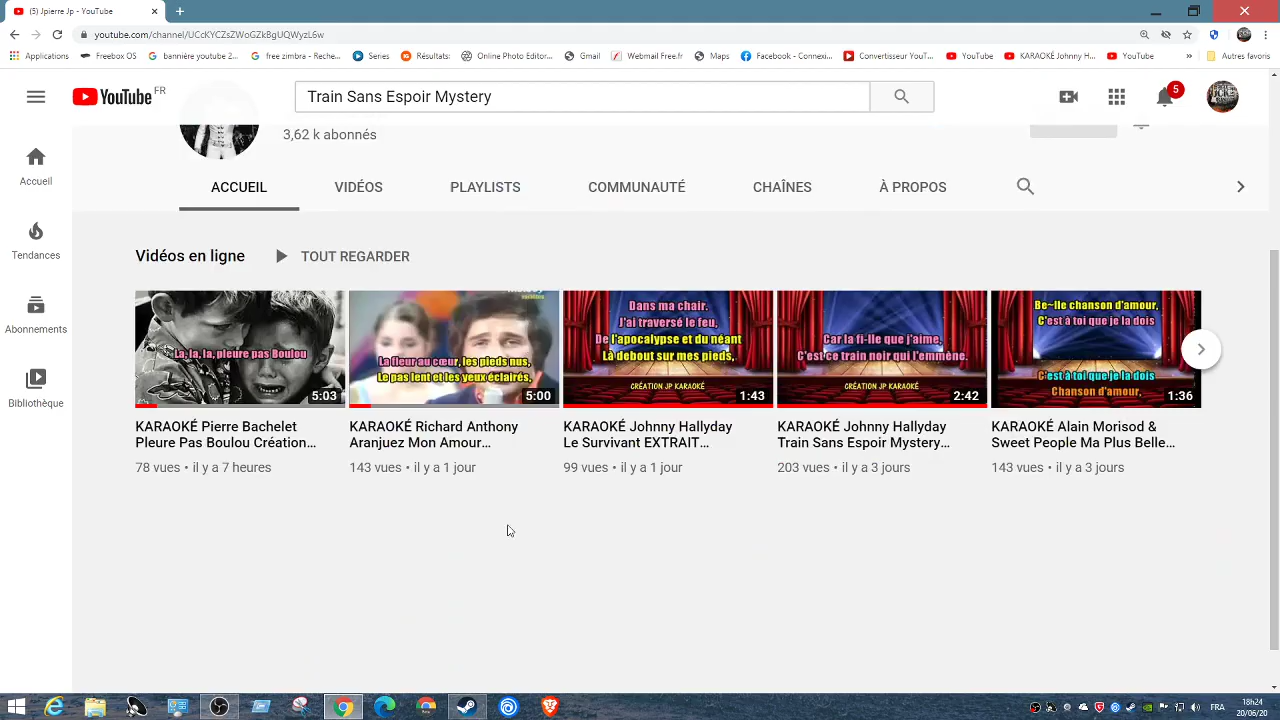 (5) Jpierre Jp - YouTube
youtube.com/channel/UCcKYCZsZWoGZkBgUQWyzL6w
Applications
Freebox OS
bannière youtube - ...
free zimbra – Reche...
Series
Résultats:
Online Photo Editor...
Gmail
Webmail Free.fr
Maps
Facebook - Connexi...
Convertisseur YouT...
YouTube
KARAOKÉ Johnny H...
YouTube
»
Autres favoris
YouTube FR
Train Sans Espoir Mystery
5
3,62 k abonnés
Accueil
Tendances
Abonnements
Bibliothèque
ACCUEIL
VIDÉOS
PLAYLISTS
COMMUNAUTÉ
CHAÎNES
À PROPOS
Vidéos en ligne
TOUT REGARDER
La, la, la, pleure pas Boulou
5:03
KARAOKÉ Pierre Bachelet
Pleure Pas Boulou Création...
78 vues • il y a 7 heures
La fleur au cœur, les pieds nus,
Le pas lent et les yeux éclairés,
5:00
KARAOKÉ Richard Anthony
Aranjuez Mon Amour...
143 vues • il y a 1 jour
Dans ma chair.
J'ai traversé le feu,
De l'apocalypse et du néant
Là debout sur mes pieds,
CRÉATION JP KARAOKÉ
1:43
KARAOKÉ Johnny Hallyday
Le Survivant EXTRAIT...
99 vues • il y a 1 jour
Car la fi-lle que j'aime,
C'est ce train noir qui l'emmène.
CRÉATION JP KARAOKÉ
2:42
KARAOKÉ Johnny Hallyday
Train Sans Espoir Mystery...
203 vues • il y a 3 jours
Be~lle chanson d'amour,
C'est à toi que je la dois
C'est à toi que je la dois
Chanson d'amour,
1:36
KARAOKÉ Alain Morisod &
Sweet People Ma Plus Belle...
143 vues • il y a 3 jours
FRA
18h24
20/06/20